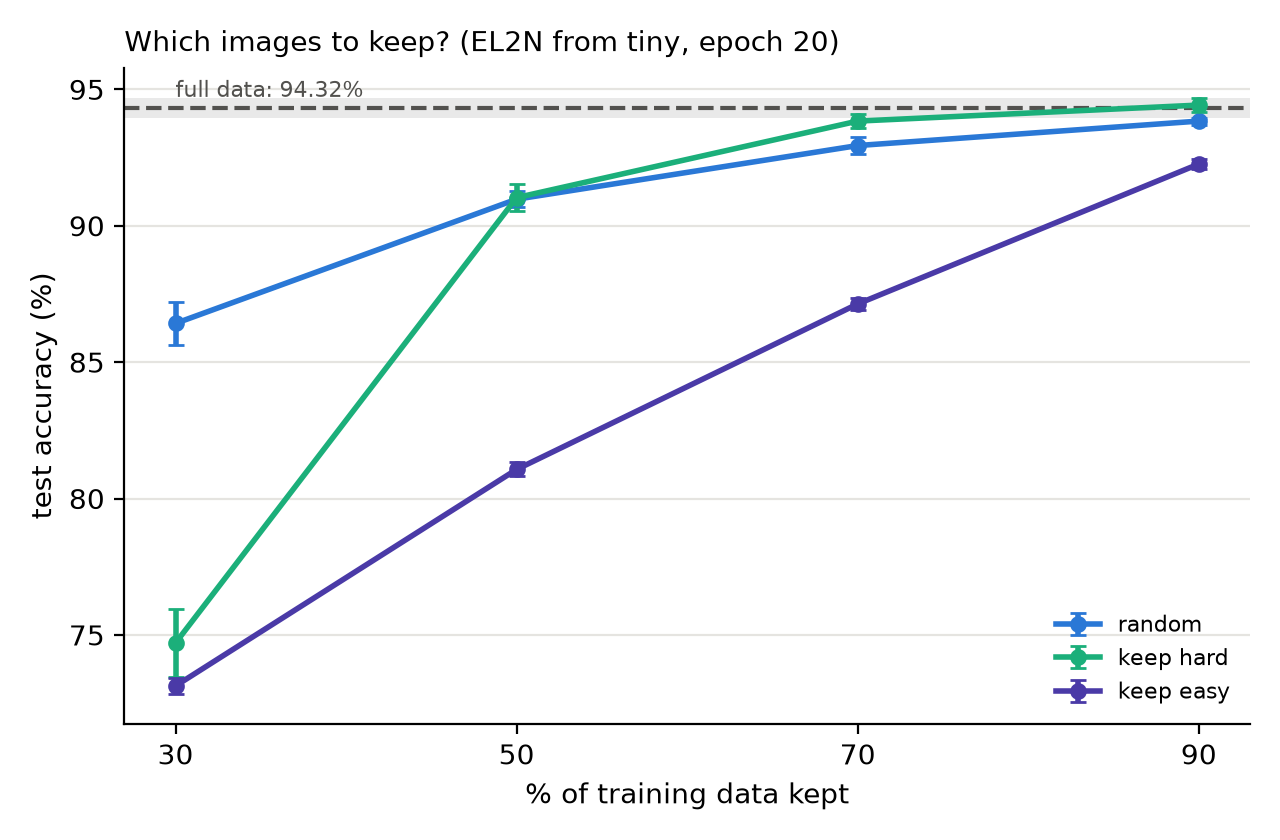 Which images to keep? (EL2N from tiny, epoch 20)
full data: 94.32%
95
90
85
80
75
test accuracy (%)
random
keep hard
keep easy
30 50 70 90
% of training data kept